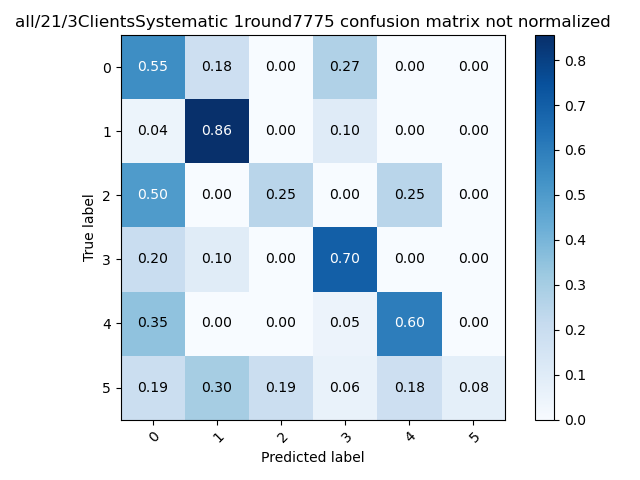 all/21/3ClientsSystematic 1round7775 confusion matrix not normalized
0 0.55 0.18 0.00 0.27 0.00 0.00
1 0.04 0.86 0.00 0.10 0.00 0.00
2 0.50 0.00 0.25 0.00 0.25 0.00
3 0.20 0.10 0.00 0.70 0.00 0.00
4 0.35 0.00 0.00 0.05 0.60 0.00
5 0.19 0.30 0.19 0.06 0.18 0.08
0 1 2 3 4 5
True label
Predicted label
0.8
0.7
0.6
0.5
0.4
0.3
0.2
0.1
0.0